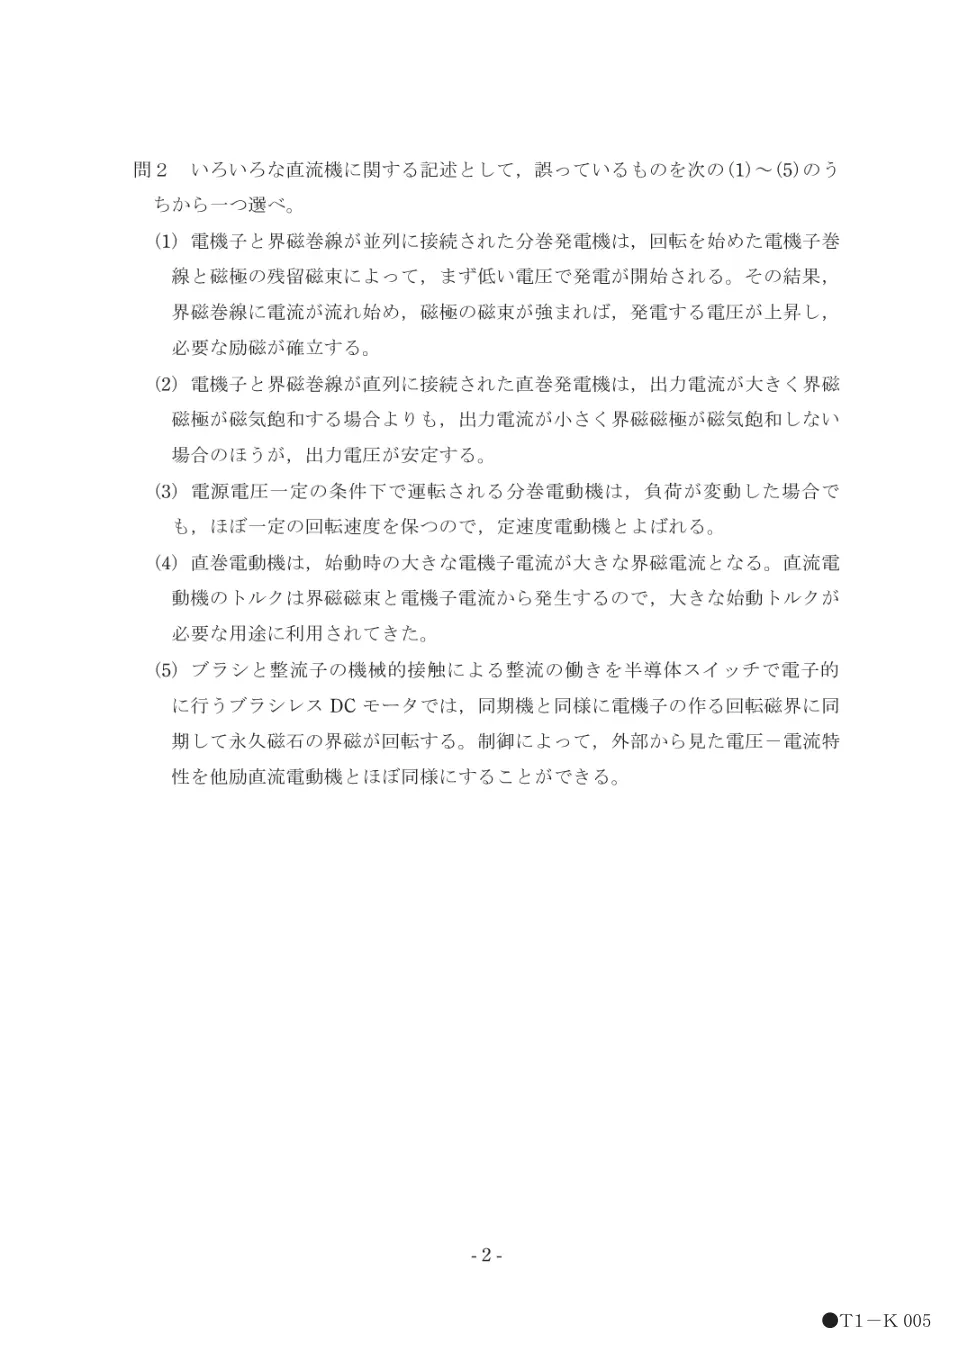 問２　いろいろな直流機に関する記述として，誤っているものを次の(1)～(5)のう
ちから一つ選べ。
(1) 電機子と界磁巻線が並列に接続された分巻発電機は，回転を始めた電機子巻
線と磁極の残留磁束によって，まず低い電圧で発電が開始される。その結果，
界磁巻線に電流が流れ始め，磁極の磁束が強まれば，発電する電圧が上昇し，
必要な励磁が確立する。
(2) 電機子と界磁巻線が直列に接続された直巻発電機は，出力電流が大きく界磁
磁極が磁気飽和する場合よりも，出力電流が小さく界磁磁極が磁気飽和しない
場合のほうが，出力電圧が安定する。
(3) 電源電圧一定の条件下で運転される分巻電動機は，負荷が変動した場合で
も，ほぼ一定の回転速度を保つので，定速度電動機とよばれる。
(4) 直巻電動機は，始動時の大きな電機子電流が大きな界磁電流となる。直流電
動機のトルクは界磁磁束と電機子電流から発生するので，大きな始動トルクが
必要な用途に利用されてきた。
(5) ブラシと整流子の機械的接触による整流の働きを半導体スイッチで電子的
に行うブラシレス DC モータでは，同期機と同様に電機子の作る回転磁界に同
期して永久磁石の界磁が回転する。制御によって，外部から見た電圧－電流特
性を他励直流電動機とほぼ同様にすることができる。
- 2 -
●T1－K 005